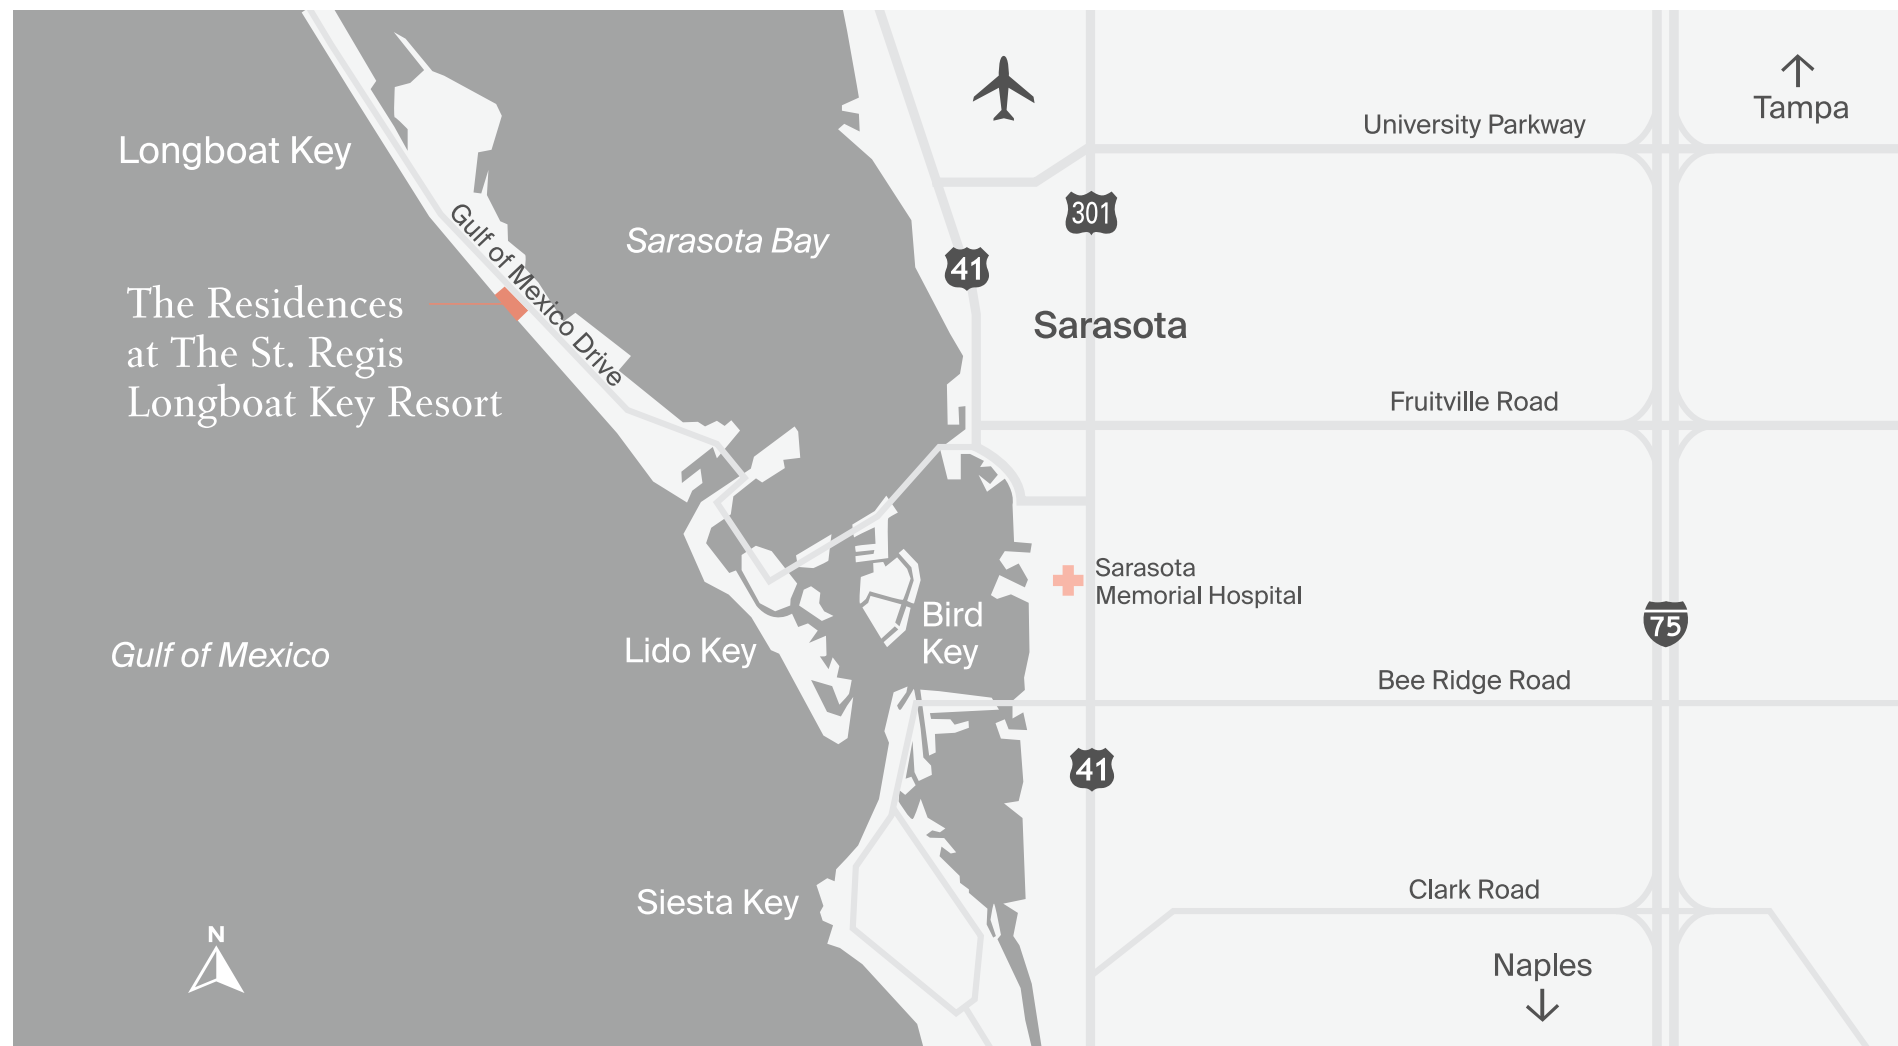 Tampa
University Parkway
Longboat Key
301
Gulf of Mexico Drive
Sarasota Bay
41
The Residences
at The St. Regis
Longboat Key Resort
Sarasota
Fruitville Road
Sarasota
Memorial Hospital
Bird
Key
75
Lido Key
Gulf of Mexico
Bee Ridge Road
41
Siesta Key
Clark Road
N
Naples